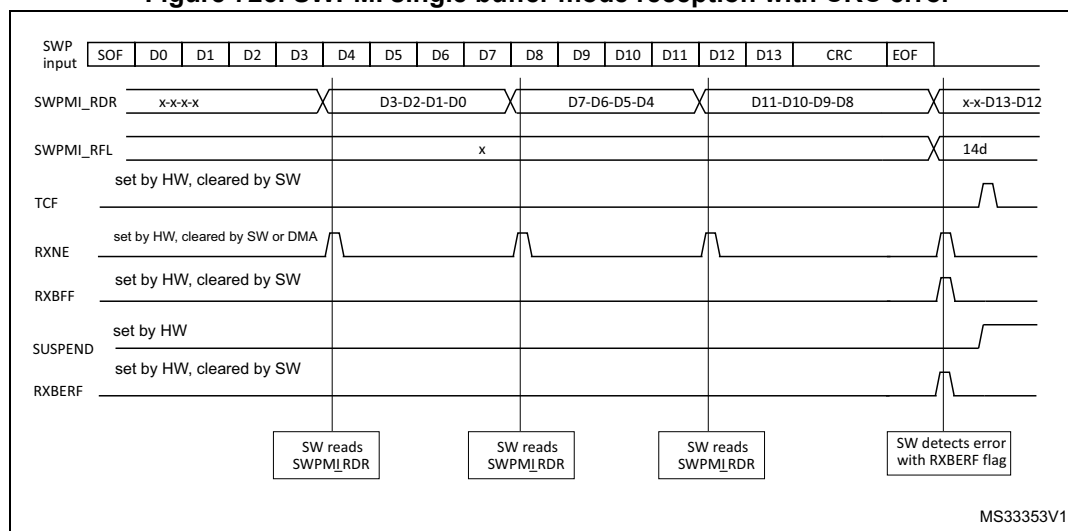 Figure 728. SWPMI single buffer mode reception with CRC error
SWP
input
SOF D0 D1 D2 D3 D4 D5 D6 D7 D8 D9 D10 D11 D12 D13 CRC EOF
SWPMI_RDR x-x-x-x D3-D2-D1-D0 D7-D6-D5-D4 D11-D10-D9-D8 x-x-D13-D12
SWPMI_RFL x 14d
set by HW, cleared by SW
TCF
set by HW, cleared by SW or DMA
RXNE
set by HW, cleared by SW
RXBFF
set by HW
SUSPEND
set by HW, cleared by SW
RXBERF
SW reads
SWPMI_RDR
SW reads
SWPMI_RDR
SW reads
SWPMI_RDR
SW detects error
with RXBERF flag
MS33353V1